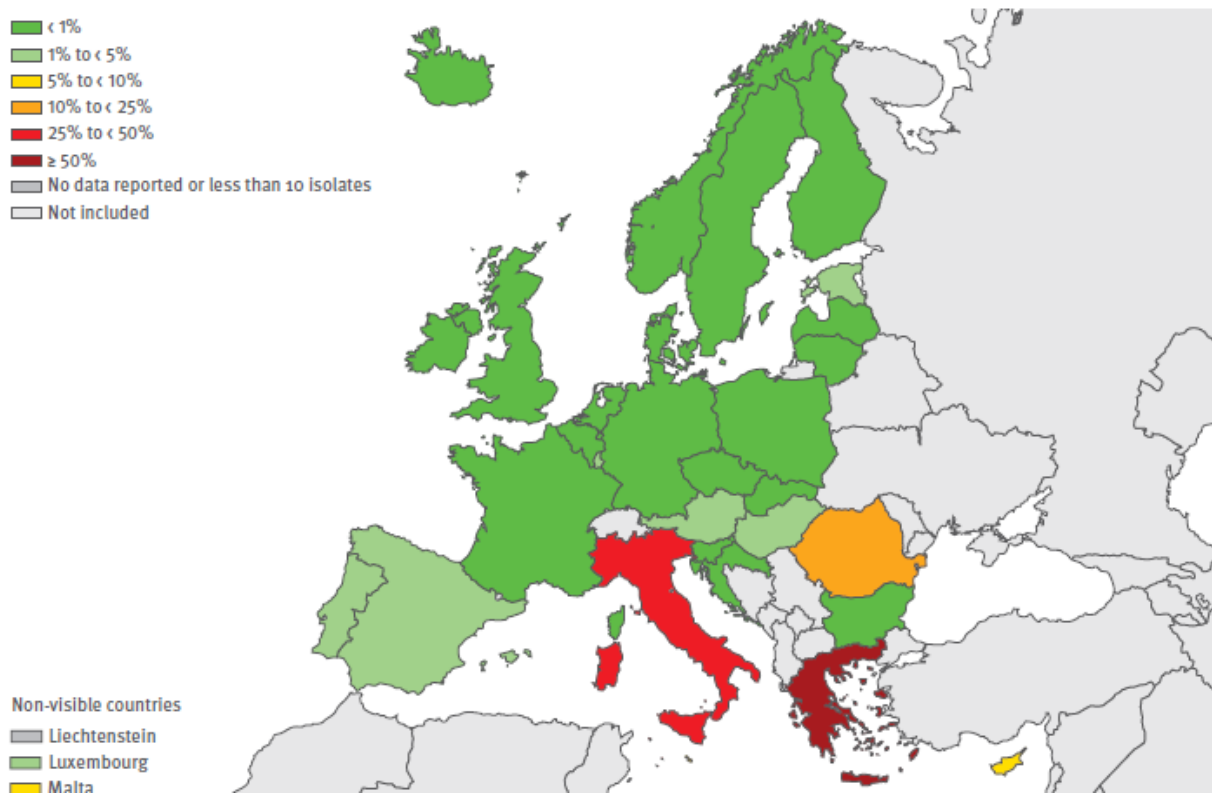 < 1%
1% to < 5%
5% to < 10%
10% to < 25%
25% to < 50%
≥ 50%
No data reported or less than 10 isolates
Not included
Non-visible countries
Liechtenstein
Luxembourg
Malta